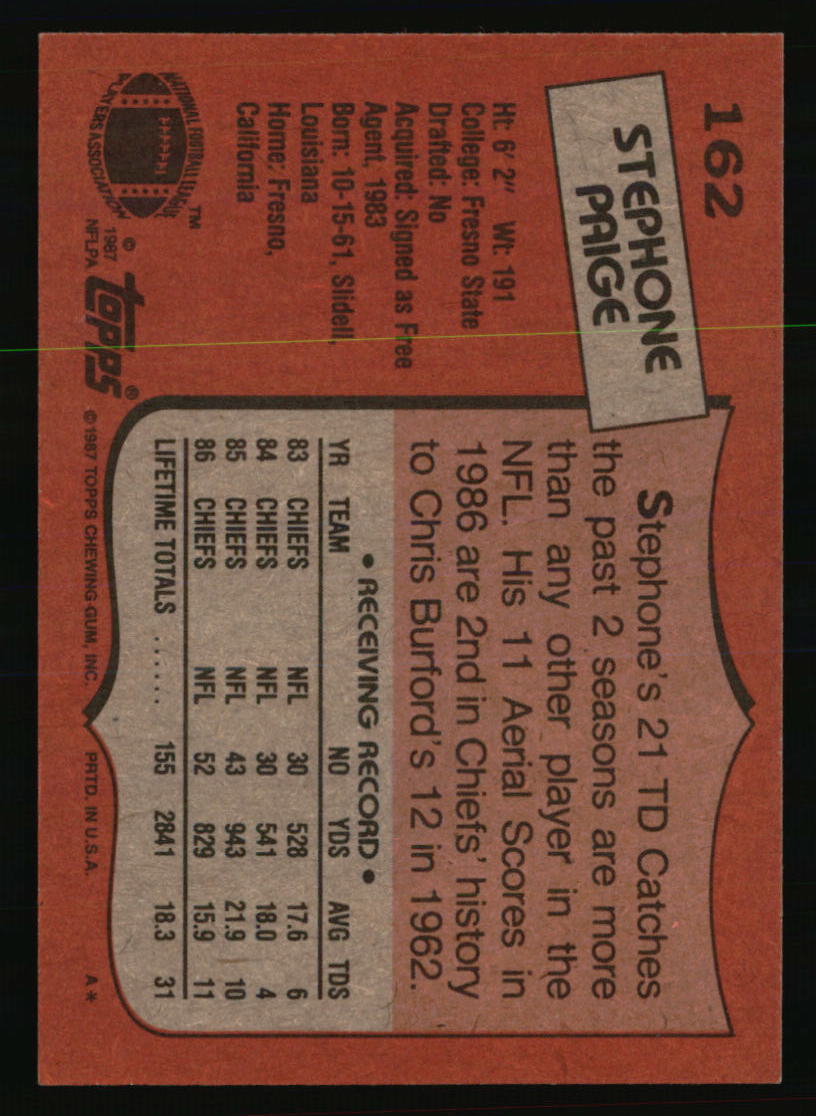 162
STEPHONE
PAIGE
Ht: 6' 2" Wt: 191
College: Fresno State
Drafted: No
Acquired: Signed as Free
Agent, 1983
Born: 10-15-61, Slidell,
Louisiana
Home: Fresno,
California
NATIONAL FOOTBALL LEAGUE
PLAYERS ASSOCIATION
TM
© 1987
NFLPA
topps®
Stephone's 21 TD Catches
the past 2 seasons are more
than any other player in the
NFL. His 11 Aerial Scores in
1986 are 2nd in Chiefs' history
to Chris Burford's 12 in 1962.
• RECEIVING RECORD •
YR TEAM NO YDS AVG TDS
83 CHIEFS NFL 30 528 17.6 6
84 CHIEFS NFL 30 541 18.0 4
85 CHIEFS NFL 43 943 21.9 10
86 CHIEFS NFL 52 829 15.9 11
LIFETIME TOTALS ...... 155 2841 18.3 31
©1987 TOPPS CHEWING GUM, INC. PRTD. IN U.S.A. A*